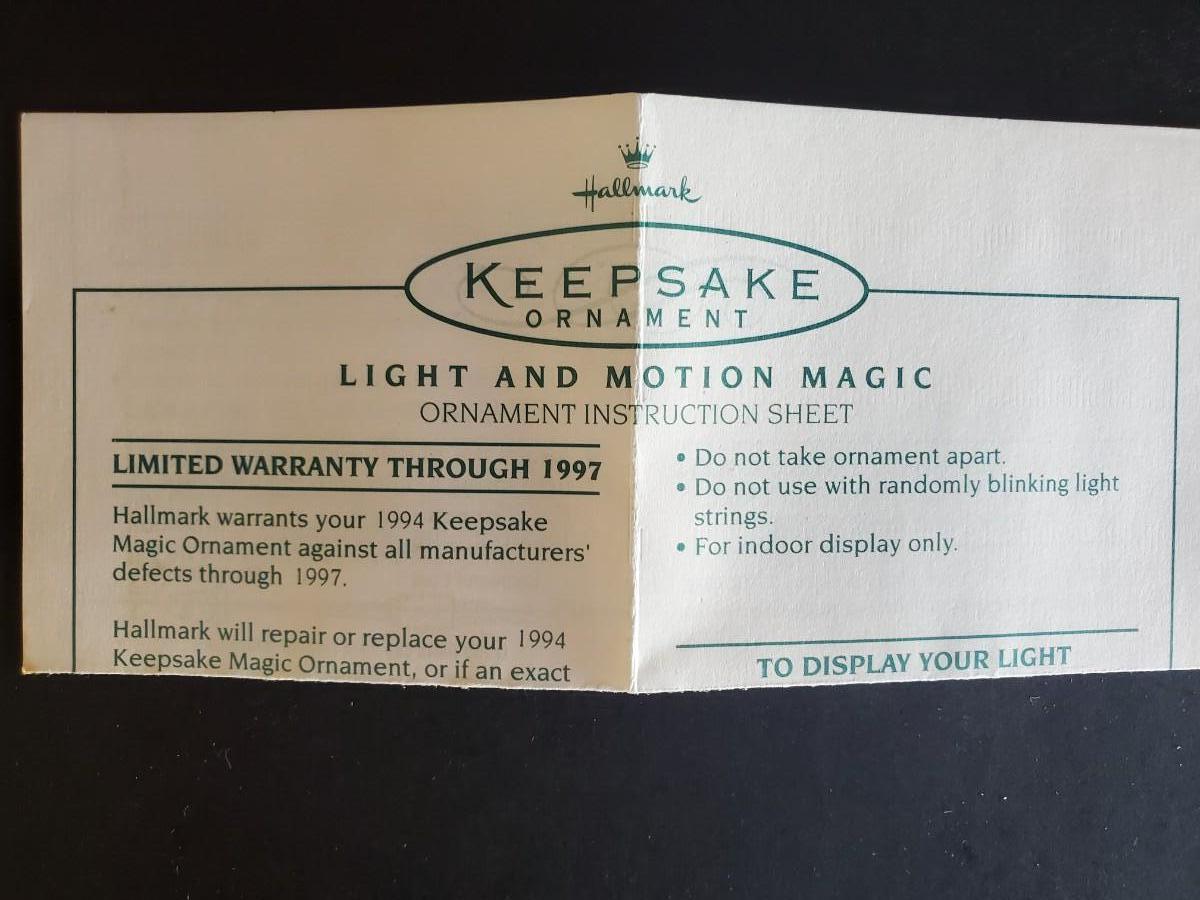 Hallmark
KEEPSAKE
ORNAMENT
LIGHT AND MOTION MAGIC
ORNAMENT INSTRUCTION SHEET
LIMITED WARRANTY THROUGH 1997
Hallmark warrants your 1994 Keepsake
Magic Ornament against all manufacturers'
defects through 1997.
Hallmark will repair or replace your 1994
Keepsake Magic Ornament, or if an exact
• Do not take ornament apart.
• Do not use with randomly blinking light
strings.
• For indoor display only.
TO DISPLAY YOUR LIGHT